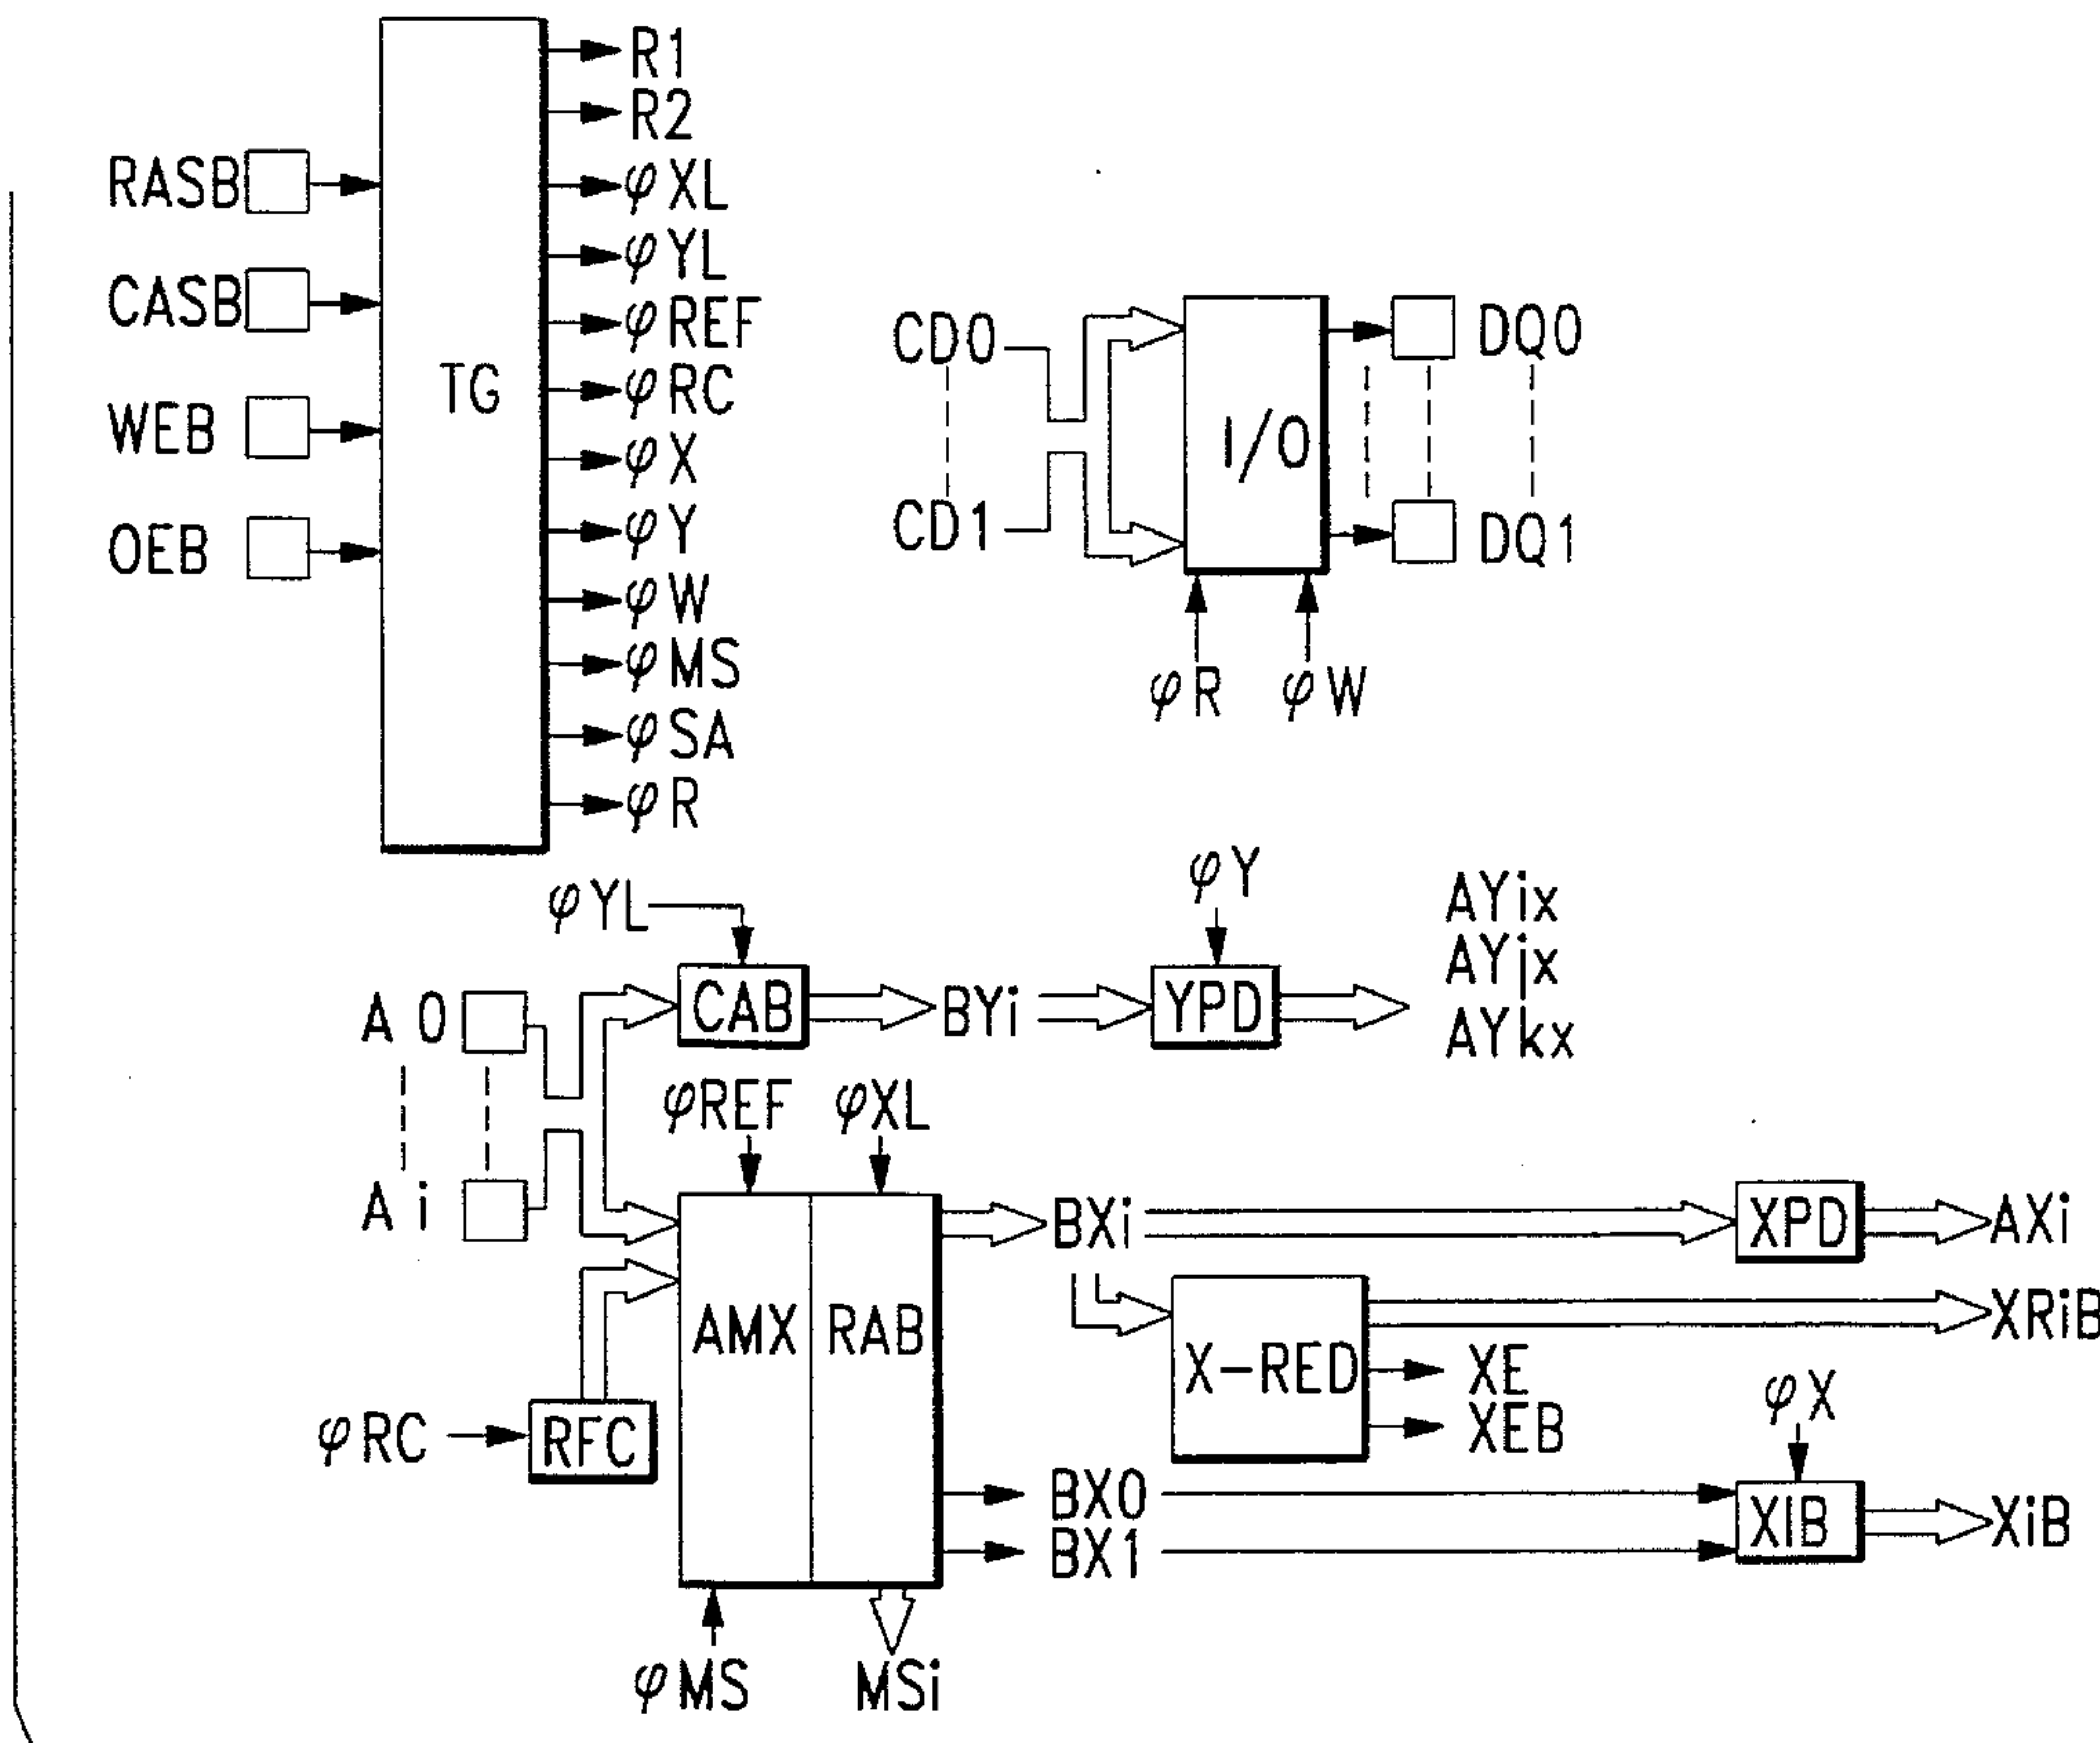 RASB
CASB
WEB
OEB
TG
R1
R2
φXL
φYL
φREF
φRC
φX
φY
φW
φMS
φSA
φR
CD0
CD1
I/O
DQ0
DQ1
φR φW
φYL
CAB
BYi
φY
YPD
AYix
AYjx
AYkx
A0
Ai
φREF φXL
AMX RAB
φRC
RFC
φMS
MSi
BXi
XPD
AXi
X-RED
XRiB
XE
XEB
BX0
BX1
φX
XIB
XiB